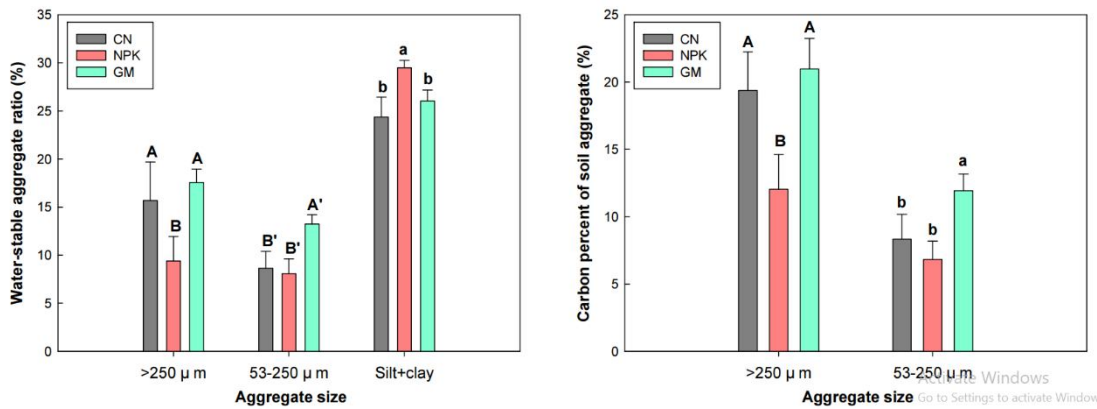 Water-stable aggregate ratio (%)
40
35
30
25
20
15
10
5
0
CN
NPK
GM
A
B
A
B'
B'
A'
b
a
b
>250 μ m
53-250 μ m
Silt+clay
Aggregate size
Carbon percent of soil aggregate (%)
25
20
15
10
5
0
CN
NPK
GM
A
B
A
b
b
a
>250 μ m
53-250 μ m
Aggregate size
Activate Windows
Go to Settings to activate Window